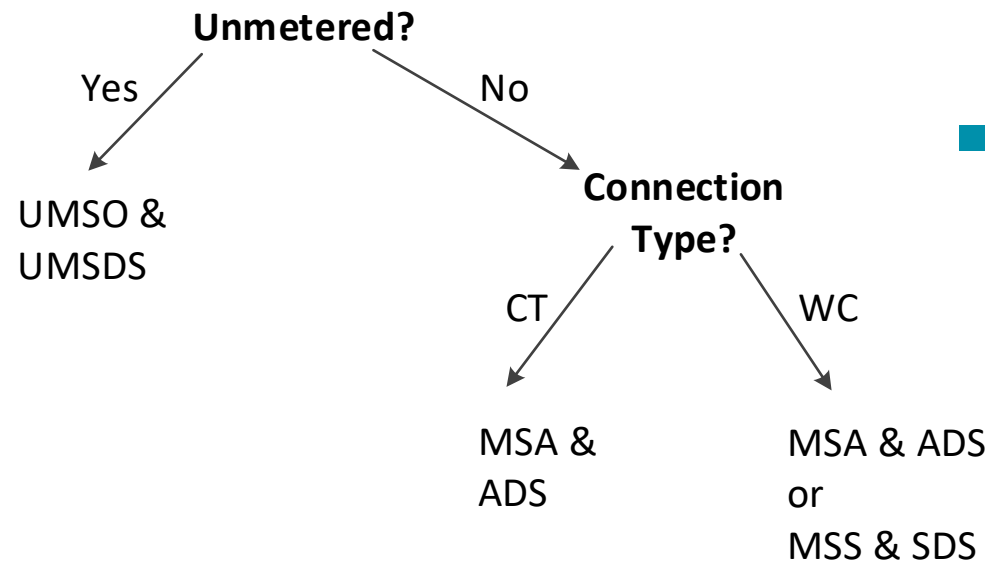 Unmetered?
Yes
No
UMSO &
UMSDS
Connection
Type?
CT
WC
MSA &
ADS
MSA & ADS
or
MSS & SDS